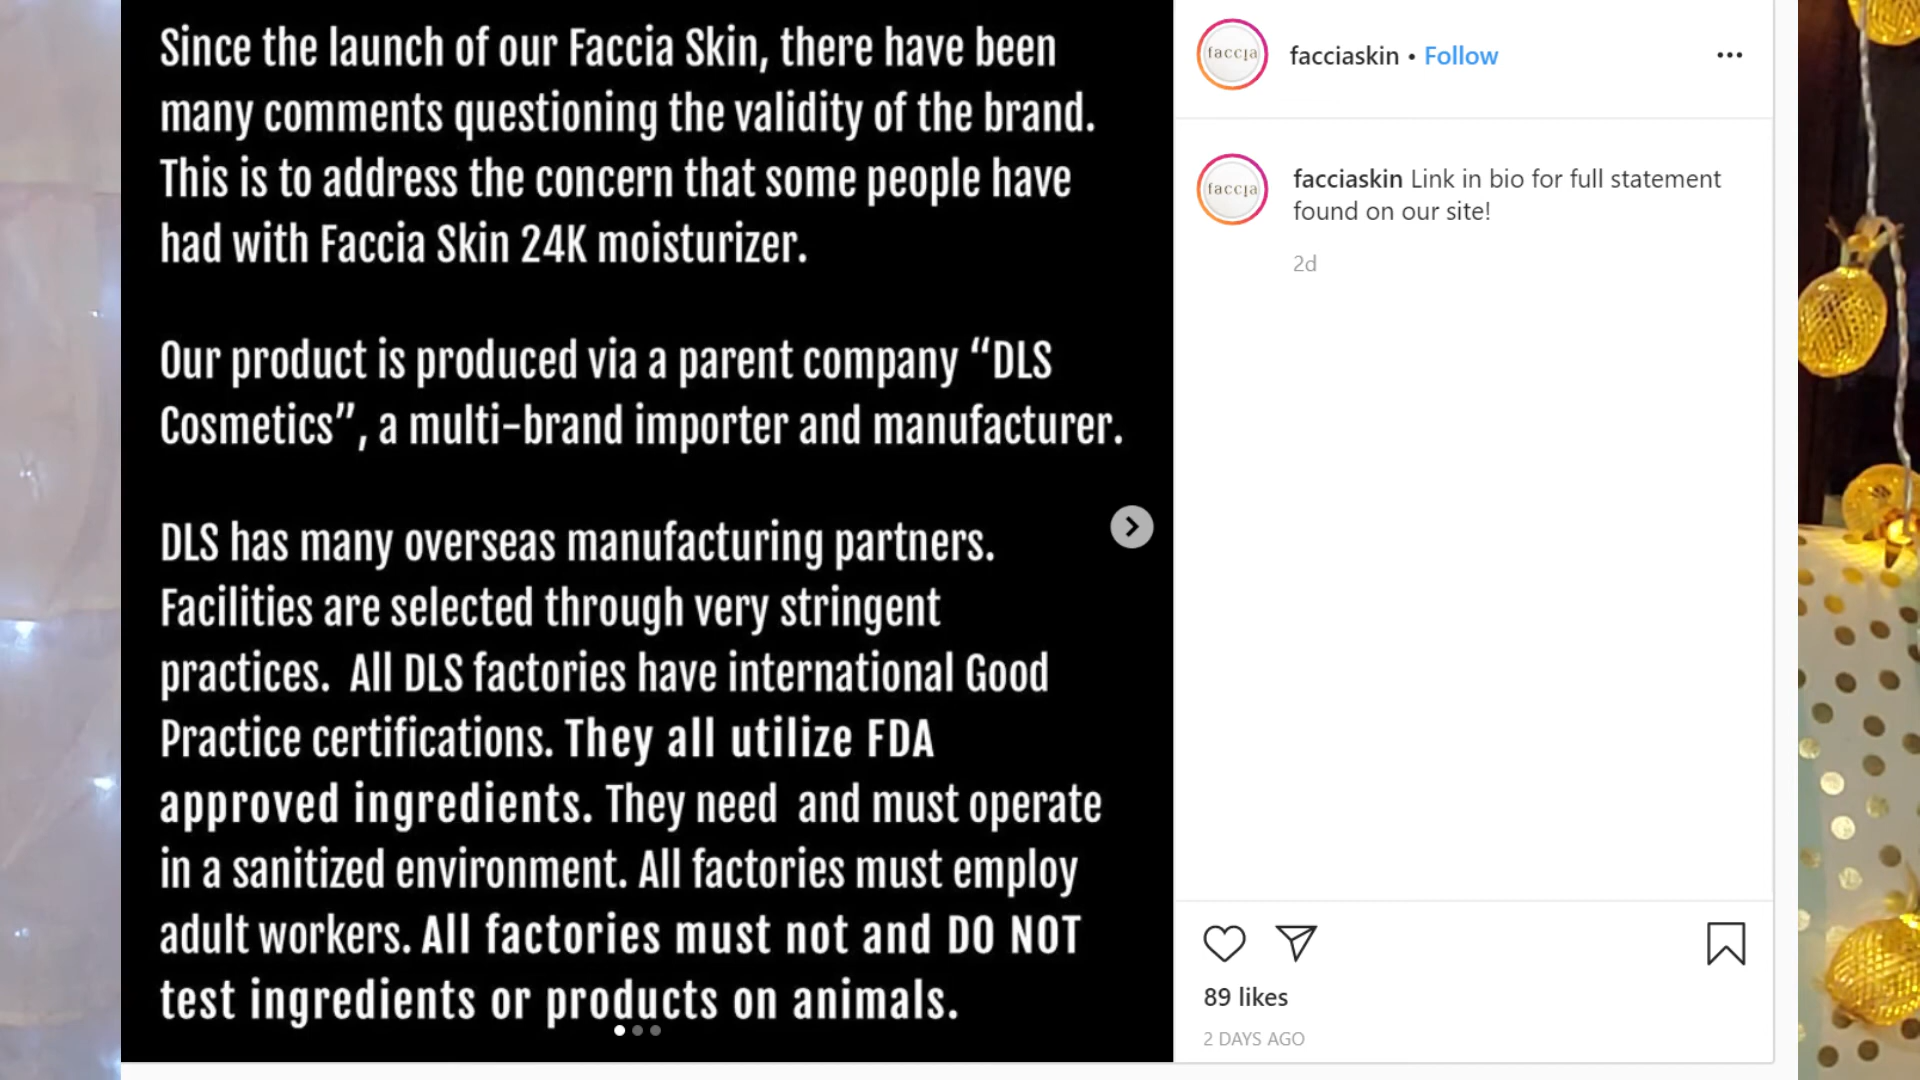 Since the launch of our Faccia Skin, there have been
many comments questioning the validity of the brand.
This is to address the concern that some people have
had with Faccia Skin 24K moisturizer.
Our product is produced via a parent company “DLS
Cosmetics”, a multi-brand importer and manufacturer.
DLS has many overseas manufacturing partners.
Facilities are selected through very stringent
practices. All DLS factories have international Good
Practice certifications. They all utilize FDA
approved ingredients. They need and must operate
in a sanitized environment. All factories must employ
adult workers. All factories must not and DO NOT
test ingredients or products on animals.
faccia
facciaskin • Follow
faccia
facciaskin Link in bio for full statement
found on our site!
2d
89 likes
2 DAYS AGO